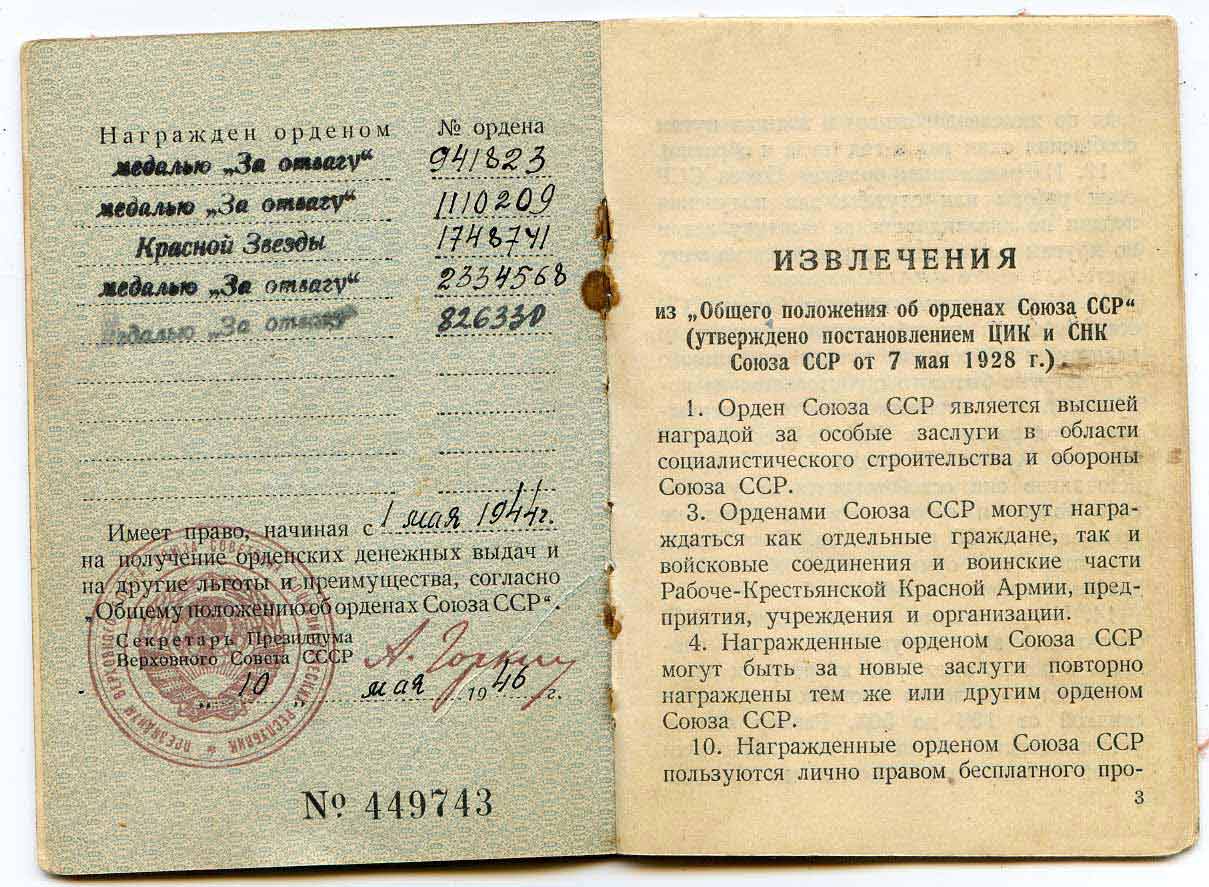 Награжден орденом № ордена
медалью „За отвагу“ 941823
медалью „За отвагу“ 1110209
Красной Звезды 1748741
медалью „За отвагу“ 2334568
медалью „За отвагу“ 826330
Имеет право, начиная с 1 мая 1944г.
на получение орденских денежных выдач и
на другие льготы и преимущества, согласно
„Общему положению об орденах Союза ССР“.
Секретарь Президиума
Верховного Совета СССР А. Горкин
10 мая 1946 г.
№ 449743
ИЗВЛЕЧЕНИЯ
из „Общего положения об орденах Союза ССР“
(утверждено постановлением ЦИК и СНК
Союза ССР от 7 мая 1928 г.).
1. Орден Союза ССР является высшей
наградой за особые заслуги в области
социалистического строительства и обороны
Союза ССР.
3. Орденами Союза ССР могут награ-
ждаться как отдельные граждане, так и
войсковые соединения и воинские части
Рабоче-Крестьянской Красной Армии, пред-
приятия, учреждения и организации.
4. Награжденные орденом Союза ССР
могут быть за новые заслуги повторно
награждены тем же или другим орденом
Союза ССР.
10. Награжденные орденом Союза ССР
пользуются лично правом бесплатного про-
3